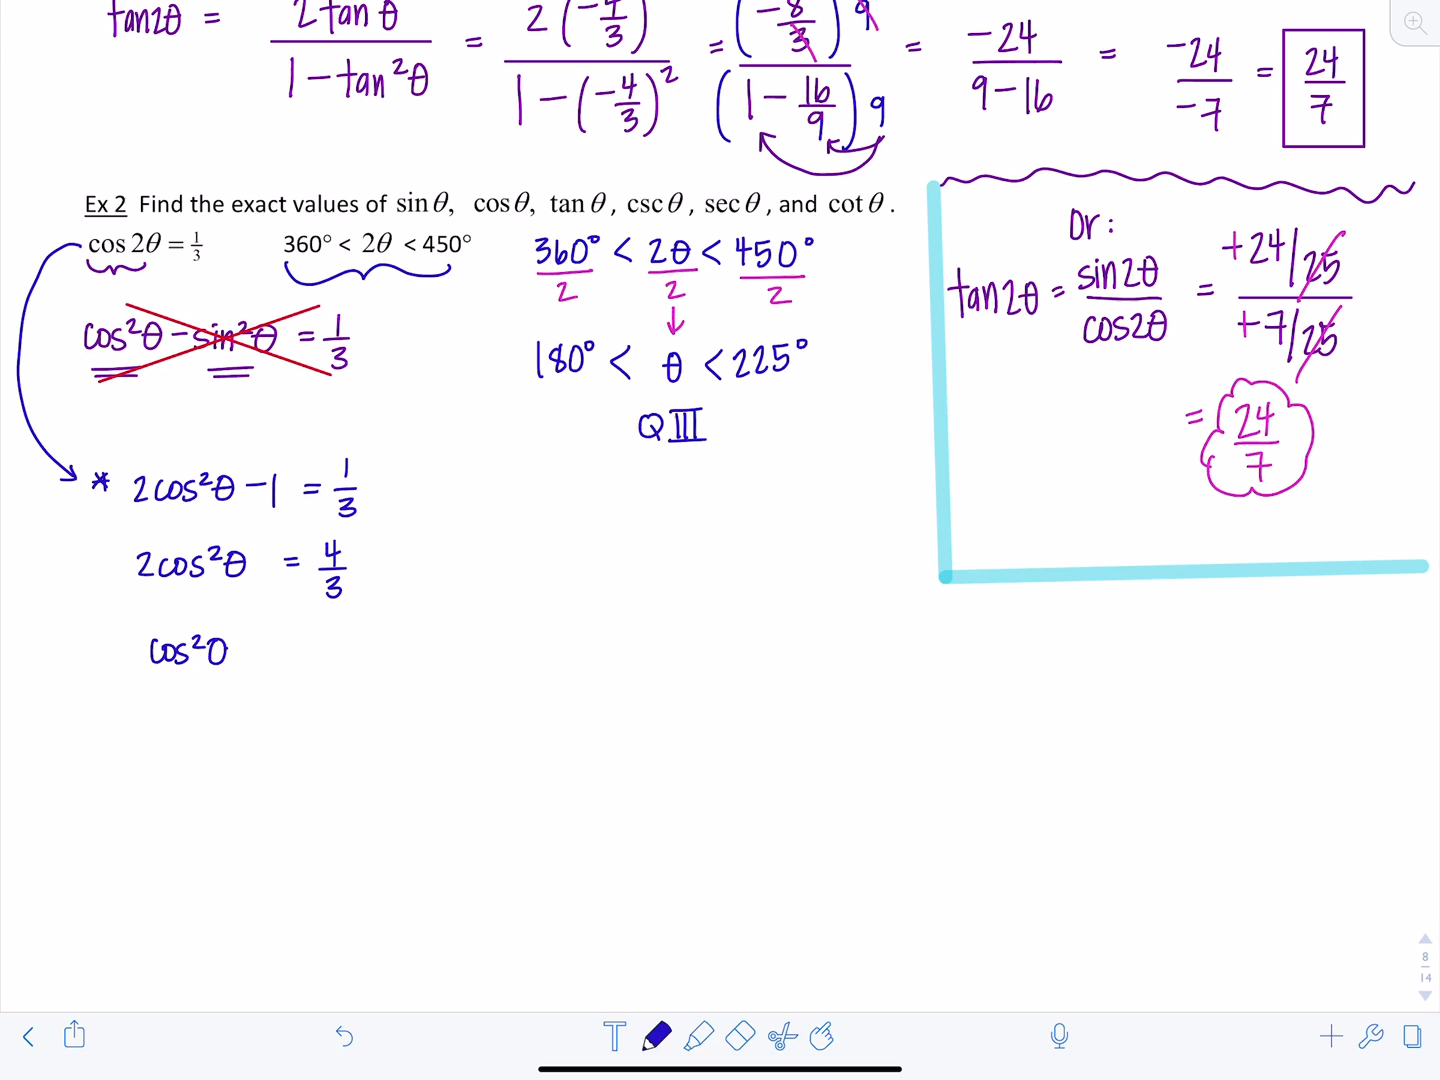 tan2θ = 2 tan θ / 1 − tan²θ = 2(−4/3) / 1 − (−4/3)² = (−8/3) 9 / (1 − 16/9) 9 = −24 / 9 − 16 = −24 / −7 = 24/7
Ex 2 Find the exact values of sin θ, cos θ, tan θ, csc θ, sec θ, and cot θ.
cos 2θ = 1/3 360° < 2θ < 450°
360°/2 < 2θ/2 < 450°/2
↓
180° < θ < 225°
QIII
cos²θ − sin²θ = 1/3
* 2cos²θ − 1 = 1/3
2cos²θ = 4/3
cos²θ
Or:
tan2θ = sin2θ / cos2θ = +24/25 / +7/25
= 24/7
8
14
T